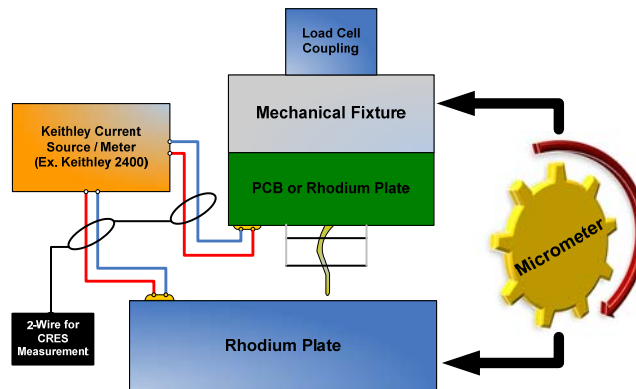 Load Cell
Coupling
Mechanical Fixture
Keithley Current
Source / Meter
(Ex. Keithley 2400)
PCB or Rhodium Plate
Micrometer
2-Wire for
CRES
Measurement
Rhodium Plate